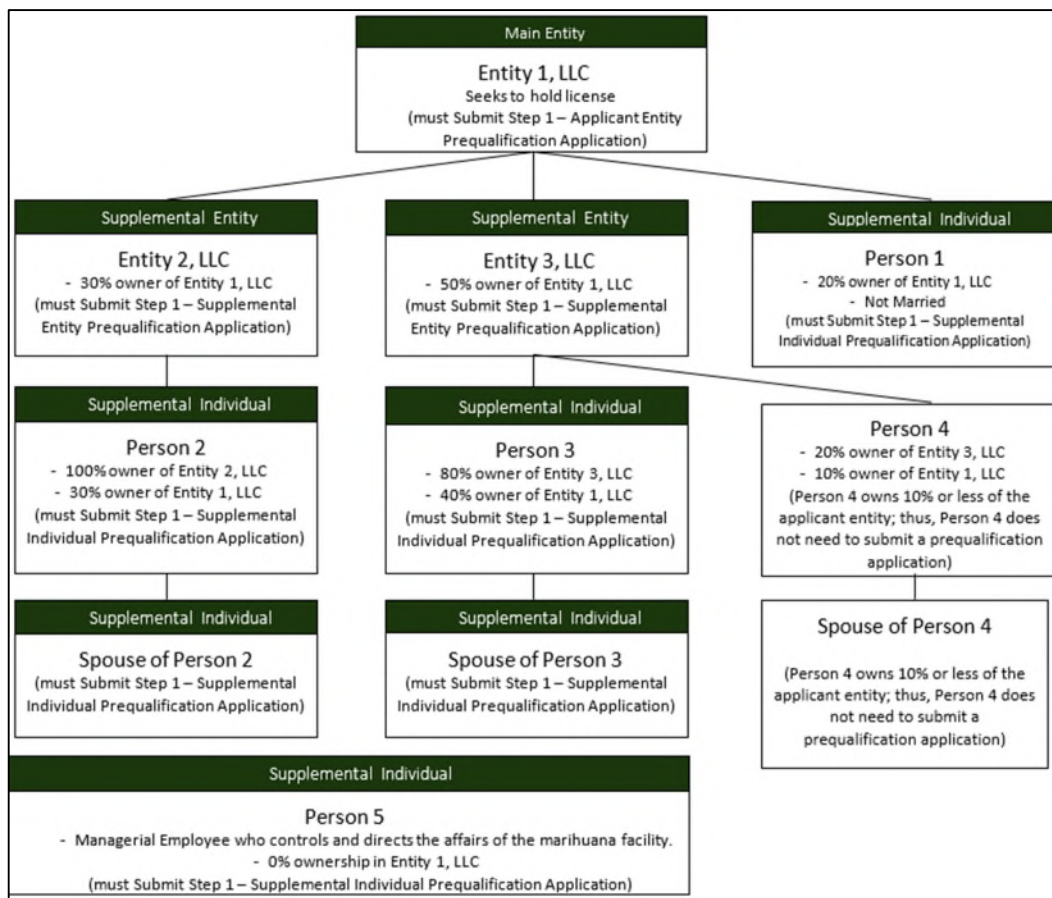 Main Entity
Entity 1, LLC
Seeks to hold license
(must Submit Step 1 – Applicant Entity
Prequalification Application)
Supplemental Entity
Entity 2, LLC
- 30% owner of Entity 1, LLC
(must Submit Step 1 – Supplemental
Entity Prequalification Application)
Supplemental Entity
Entity 3, LLC
- 50% owner of Entity 1, LLC
(must Submit Step 1 – Supplemental
Entity Prequalification Application)
Supplemental Individual
Person 1
- 20% owner of Entity 1, LLC
- Not Married
(must Submit Step 1 – Supplemental
Individual Prequalification Application)
Supplemental Individual
Person 2
- 100% owner of Entity 2, LLC
- 30% owner of Entity 1, LLC
(must Submit Step 1 – Supplemental
Individual Prequalification Application)
Supplemental Individual
Person 3
- 80% owner of Entity 3, LLC
- 40% owner of Entity 1, LLC
(must Submit Step 1 – Supplemental
Individual Prequalification Application)
Person 4
- 20% owner of Entity 3, LLC
- 10% owner of Entity 1, LLC
(Person 4 owns 10% or less of the
applicant entity; thus, Person 4 does
not need to submit a prequalification
application)
Supplemental Individual
Spouse of Person 2
(must Submit Step 1 – Supplemental
Individual Prequalification Application)
Supplemental Individual
Spouse of Person 3
(must Submit Step 1 – Supplemental
Individual Prequalification Application)
Spouse of Person 4
(Person 4 owns 10% or less of the
applicant entity; thus, Person 4 does
not need to submit a
prequalification application)
Supplemental Individual
Person 5
- Managerial Employee who controls and directs the affairs of the marihuana facility.
- 0% ownership in Entity 1, LLC
(must Submit Step 1 – Supplemental Individual Prequalification Application)